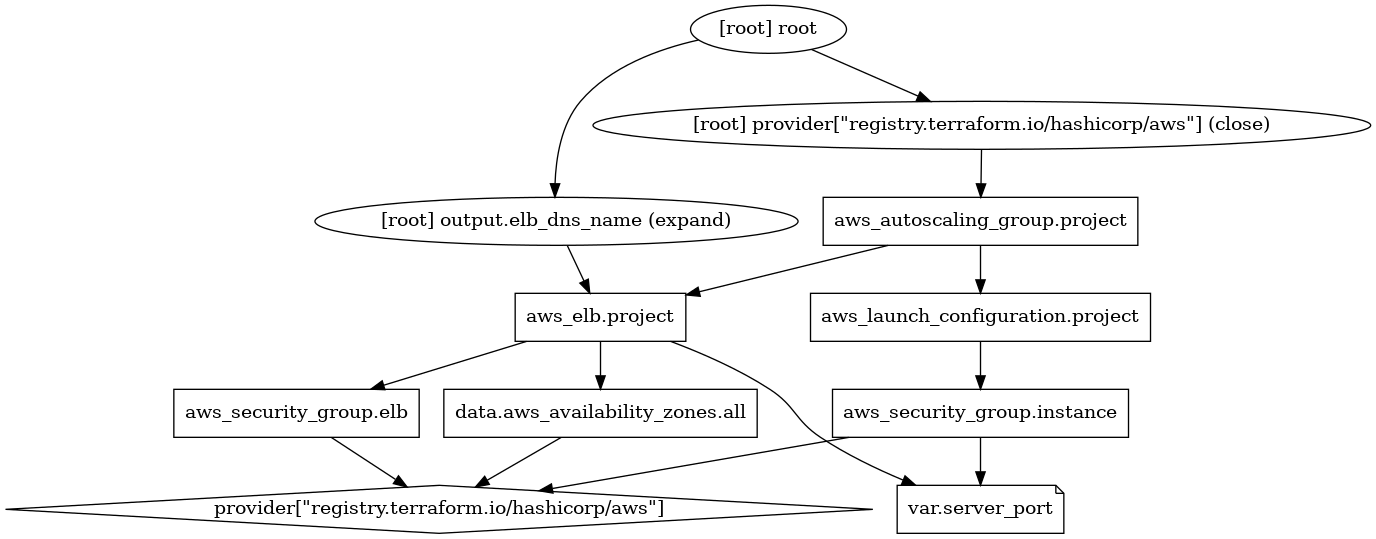 [root] root
[root] provider["registry.terraform.io/hashicorp/aws"] (close)
[root] output.elb_dns_name (expand)
aws_autoscaling_group.project
aws_elb.project
aws_launch_configuration.project
aws_security_group.elb
data.aws_availability_zones.all
aws_security_group.instance
provider["registry.terraform.io/hashicorp/aws"]
var.server_port